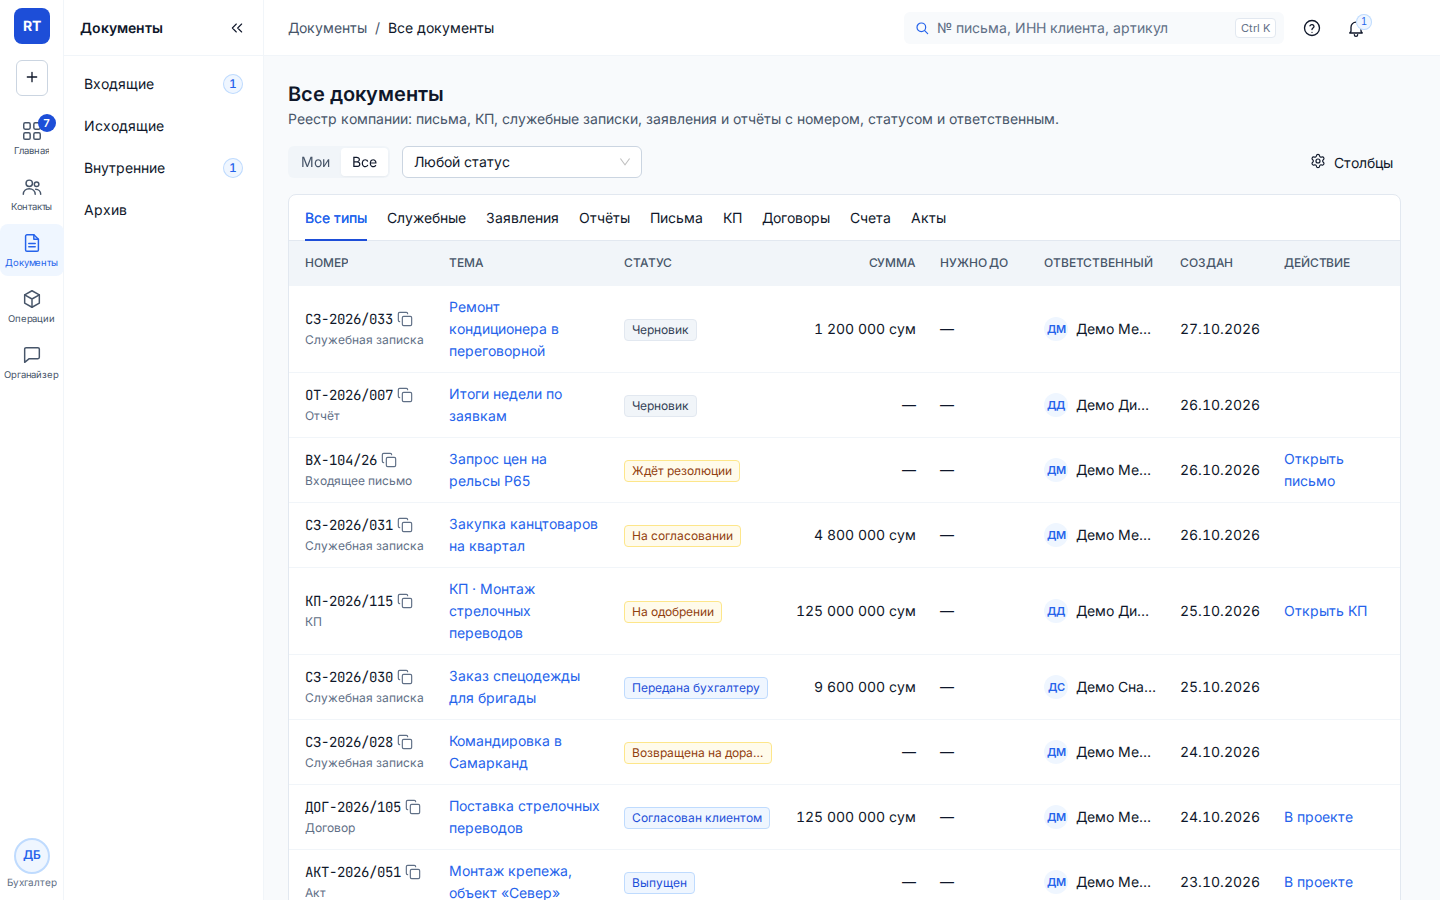 RT
Главная
7
Контакты
Документы
Операции
Органайзер
ДБ
Бухгалтер
Документы
Входящие 1
Исходящие
Внутренние 1
Архив
Документы / Все документы
№ письма, ИНН клиента, артикул Ctrl K
1
Все документы
Реестр компании: письма, КП, служебные записки, заявления и отчёты с номером, статусом и ответственным.
Мои Все Любой статус Столбцы
Все типы Служебные Заявления Отчёты Письма КП Договоры Счета Акты
НОМЕР ТЕМА СТАТУС СУММА НУЖНО ДО ОТВЕТСТВЕННЫЙ СОЗДАН ДЕЙСТВИЕ
СЗ-2026/033
Служебная записка
Ремонт
кондиционера в
переговорной
Черновик 1 200 000 сум — ДМ Демо Ме... 27.10.2026
ОТ-2026/007
Отчёт
Итоги недели по
заявкам
Черновик — — ДД Демо Ди... 26.10.2026
ВХ-104/26
Входящее письмо
Запрос цен на
рельсы Р65
Ждёт резолюции — — ДМ Демо Ме... 26.10.2026
Открыть
письмо
СЗ-2026/031
Служебная записка
Закупка канцтоваров
на квартал
На согласовании 4 800 000 сум — ДМ Демо Ме... 26.10.2026
КП-2026/115
КП
КП · Монтаж
стрелочных
переводов
На одобрении 125 000 000 сум — ДД Демо Ди... 25.10.2026 Открыть КП
СЗ-2026/030
Служебная записка
Заказ спецодежды
для бригады
Передана бухгалтеру 9 600 000 сум — ДС Демо Сна... 25.10.2026
СЗ-2026/028
Служебная записка
Командировка в
Самарканд
Возвращена на дора... — — ДМ Демо Ме... 24.10.2026
ДОГ-2026/105
Договор
Поставка стрелочных
переводов
Согласован клиентом 125 000 000 сум — ДМ Демо Ме... 24.10.2026 В проекте
АКТ-2026/051
Акт
Монтаж крепежа,
объект «Север»
Выпущен — — ДМ Демо Ме... 23.10.2026 В проекте